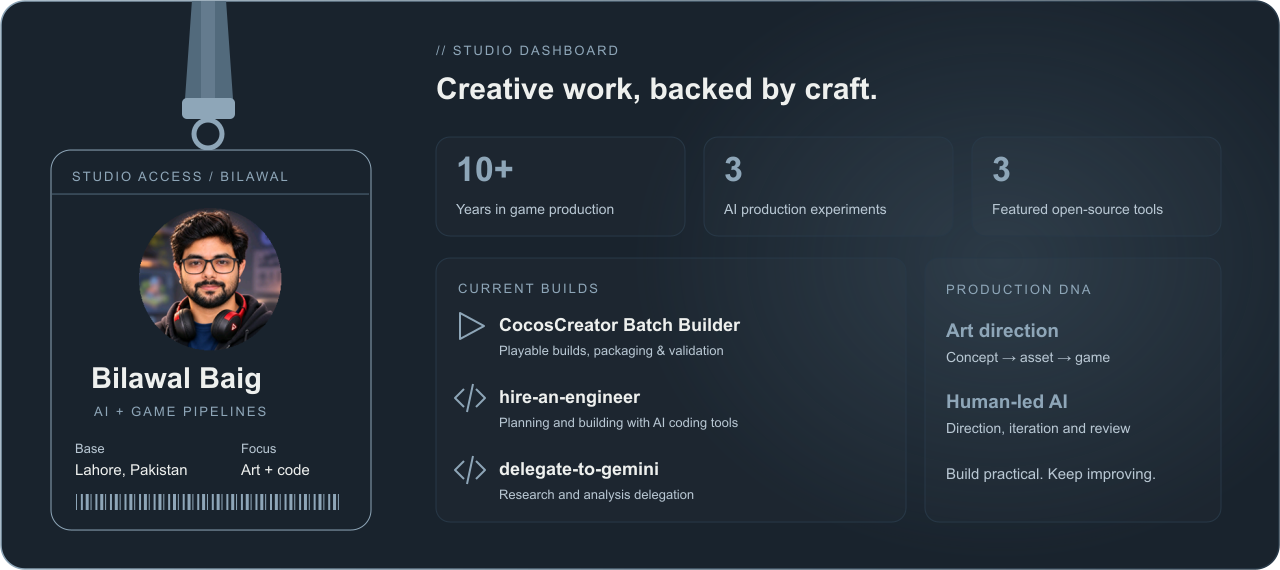 STUDIO ACCESS / BILAWAL
Bilawal Baig
AI + GAME PIPELINES
Base
Lahore, Pakistan
Focus
Art + code
// STUDIO DASHBOARD
Creative work, backed by craft.
10+
Years in game production
3
AI production experiments
3
Featured open-source tools
CURRENT BUILDS
CocosCreator Batch Builder
Playable builds, packaging & validation
</> hire-an-engineer
Planning and building with AI coding tools
</> delegate-to-gemini
Research and analysis delegation
PRODUCTION DNA
Art direction
Concept → asset → game
Human-led AI
Direction, iteration and review
Build practical. Keep improving.